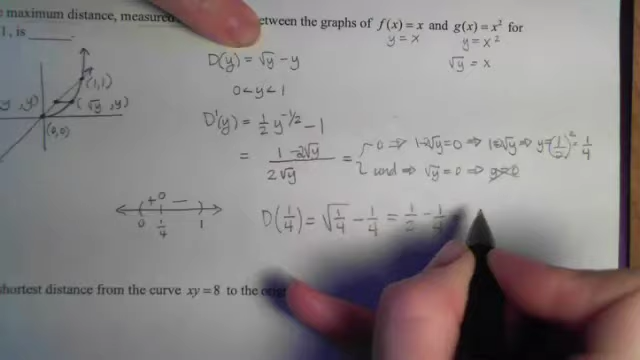 e maximum distance, measured between the graphs of f(x) = x and g(x) = x² for
1, is ____.
y = x
y = x²
√y = x
D(y) = √y − y
0 < y < 1
(1,1)
y, y)
(√y, y)
(0,0)
D'(y) = 1/2 y^(-1/2) − 1
= (1 − 2√y) / (2√y) = { 0 ⇒ 1−2√y = 0 ⇒ 1 = 2√y ⇒ y = (1/2)² = 1/4
und ⇒ √y = 0 ⇒ y = 0
+ 0 −
0 1/4 1
D(1/4) = √(1/4) − 1/4 = 1/2 − 1/4 =
shortest distance from the curve xy = 8 to the